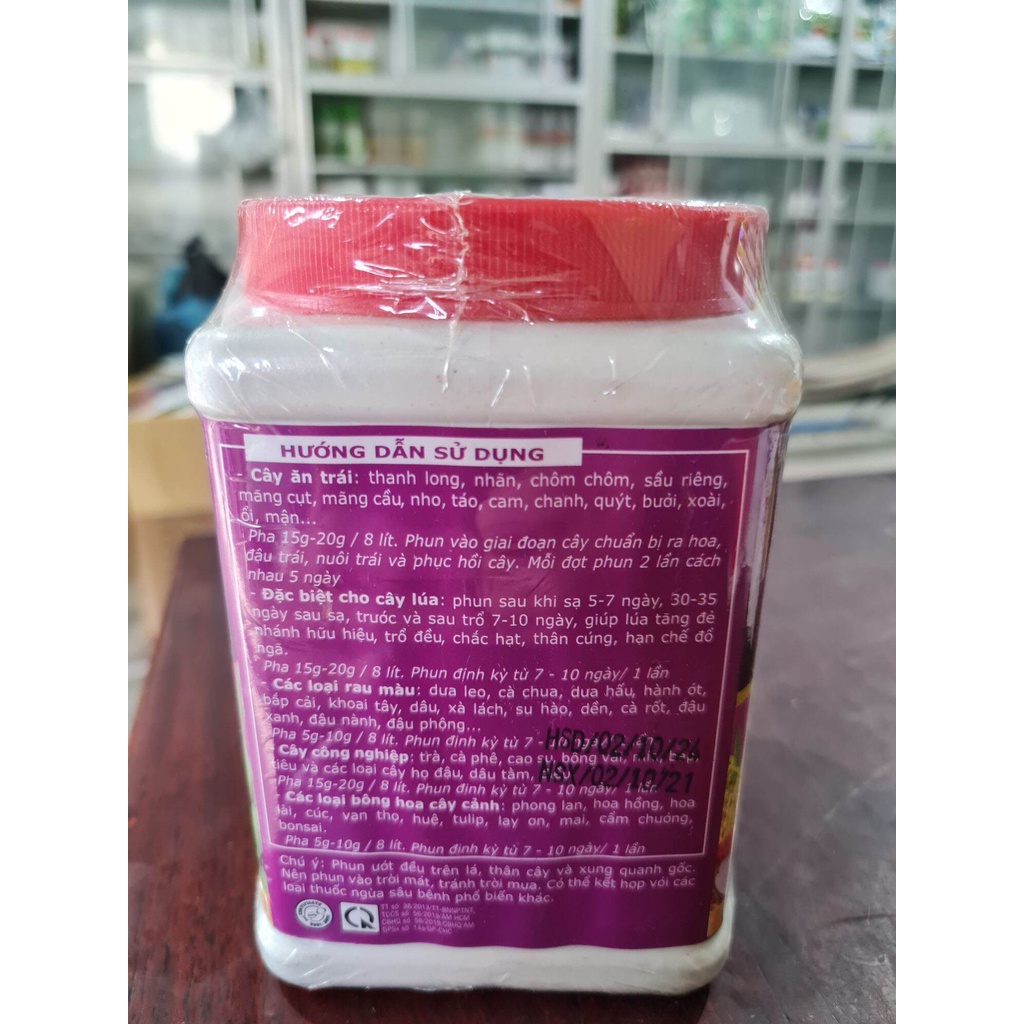 HƯỚNG DẪN SỬ DỤNG
- Cây ăn trái: thanh long, nhãn, chôm chôm, sầu riêng,
măng cụt, mãng cầu, nho, táo, cam, chanh, quýt, bưởi, xoài,
ổi, mận...
Pha 15g-20g / 8 lít. Phun vào giai đoạn cây chuẩn bị ra hoa,
đậu trái, nuôi trái và phục hồi cây. Mỗi đợt phun 2 lần cách
nhau 5 ngày
- Đặc biệt cho cây lúa: phun sau khi sạ 5-7 ngày, 30-35
ngày sau sạ, trước và sau trổ 7-10 ngày, giúp lúa tăng đẻ
nhánh hữu hiệu, trổ đều, chắc hạt, thân cứng, hạn chế đổ
ngã.
Pha 15g-20g / 8 lít. Phun định kỳ từ 7 - 10 ngày/ 1 lần
- Các loại rau màu: dưa leo, cà chua, dưa hấu, hành ớt,
bắp cải, khoai tây, dâu, xà lách, su hào, dền, cà rốt, đậu
xanh, đậu nành, đậu phộng...
Pha 5g-10g / 8 lít. Phun định kỳ từ 7 -
HSD/02/10/24
- Cây công nghiệp: trà, cà phê, cao su, bông vải,
tiêu và các loại cây họ đậu, dâu tằm,
NSX/02/10/21
Pha 15g-20g / 8 lít. Phun định kỳ từ 7 - 10 ngày/ 1 lần
- Các loại bông hoa cây cảnh: phong lan, hoa hồng, hoa
lài, cúc, vạn thọ, huệ, tulip, lay ơn, mai, cẩm chướng,
bonsai.
Pha 5g-10g / 8 lít. Phun định kỳ từ 7 - 10 ngày/ 1 lần
Chú ý: Phun ướt đều trên lá, thân cây và xung quanh gốc.
Nên phun vào trời mát, tránh trời mưa. Có thể kết hợp với các
loại thuốc ngừa sâu bệnh phổ biến khác.